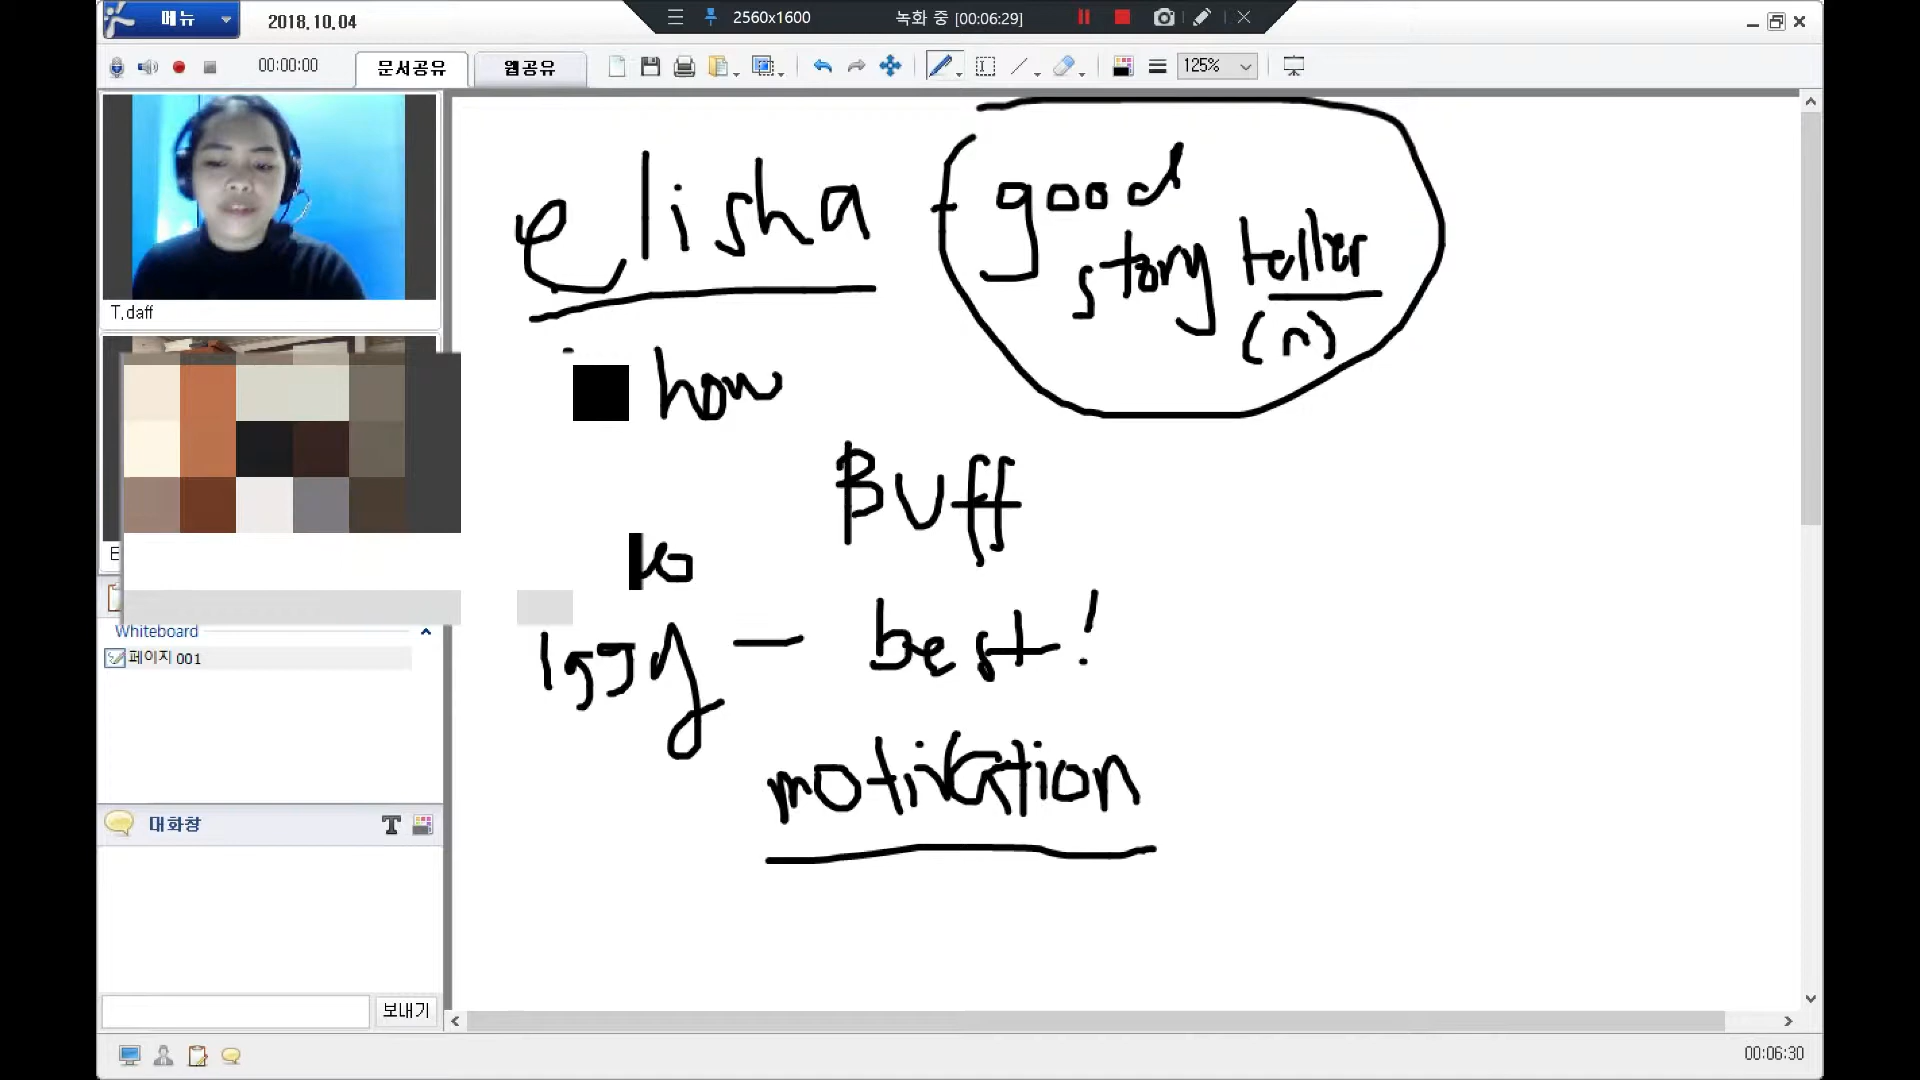 메뉴
2018.10.04
2560x1600
녹화 중 [00:06:29]
00:00:00
문서공유
웹공유
125%
T.daff
E
Whiteboard
페이지 001
대화창
보내기
00:06:30
elisha - good
story teller
(n)
how
Buff
to
Iggy - best!
motivation